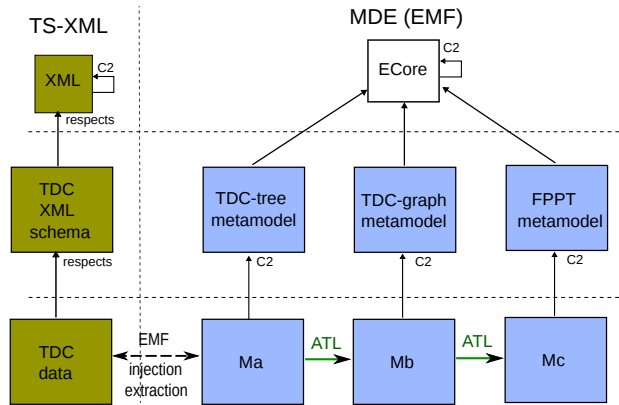 TS-XML
MDE (EMF)
XML
C2
ECore
C2
respects
TDC
XML
schema
TDC-tree
metamodel
TDC-graph
metamodel
FPPT
metamodel
respects
C2
C2
C2
TDC
data
EMF
injection
extraction
Ma
ATL
Mb
ATL
Mc